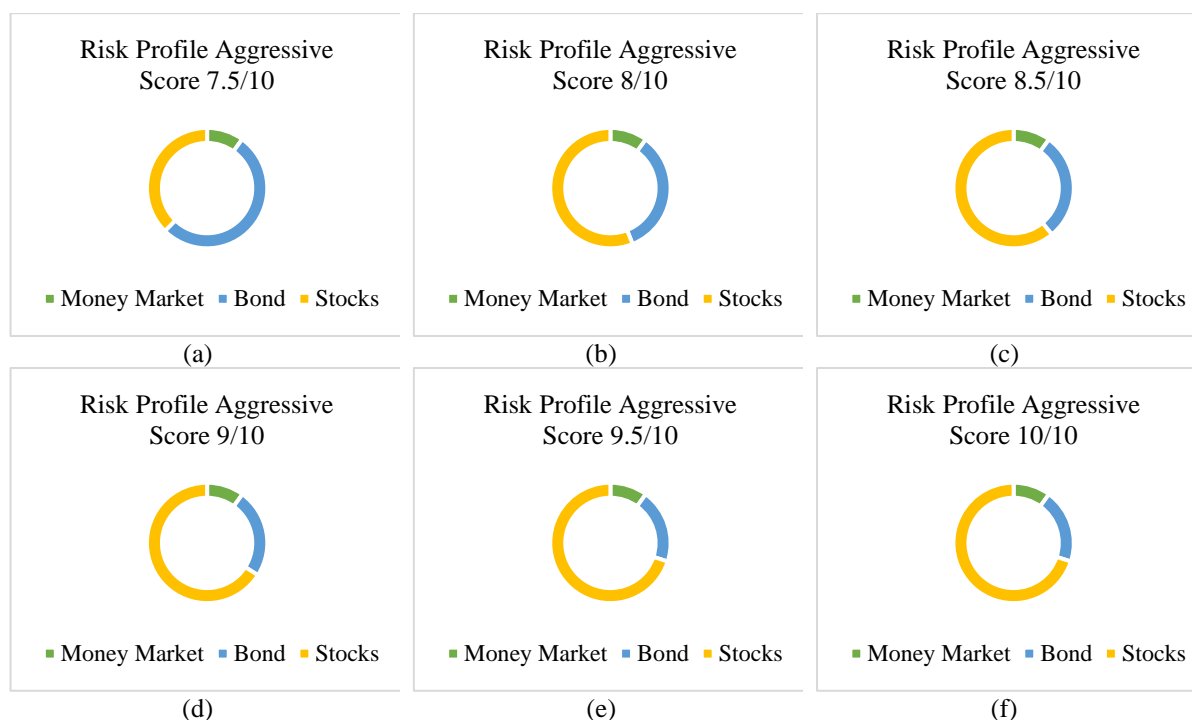 Risk Profile Aggressive
Score 7.5/10
Money Market Bond Stocks
(a)
Risk Profile Aggressive
Score 8/10
Money Market Bond Stocks
(b)
Risk Profile Aggressive
Score 8.5/10
Money Market Bond Stocks
(c)
Risk Profile Aggressive
Score 9/10
Money Market Bond Stocks
(d)
Risk Profile Aggressive
Score 9.5/10
Money Market Bond Stocks
(e)
Risk Profile Aggressive
Score 10/10
Money Market Bond Stocks
(f)